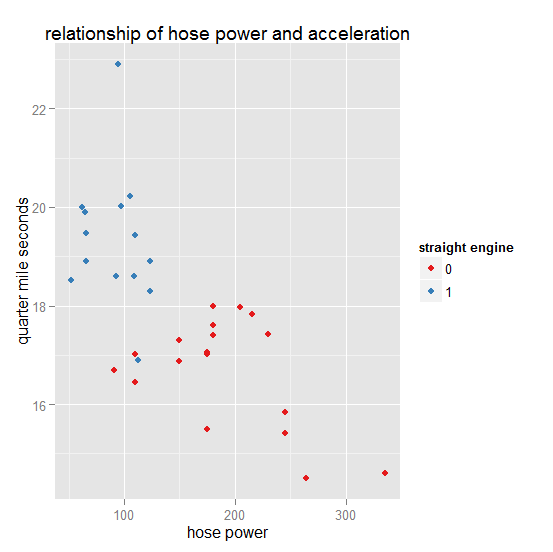 relationship of hose power and acceleration
quarter mile seconds
22
20
18
16
100
200
300
hose power
straight engine
0
1